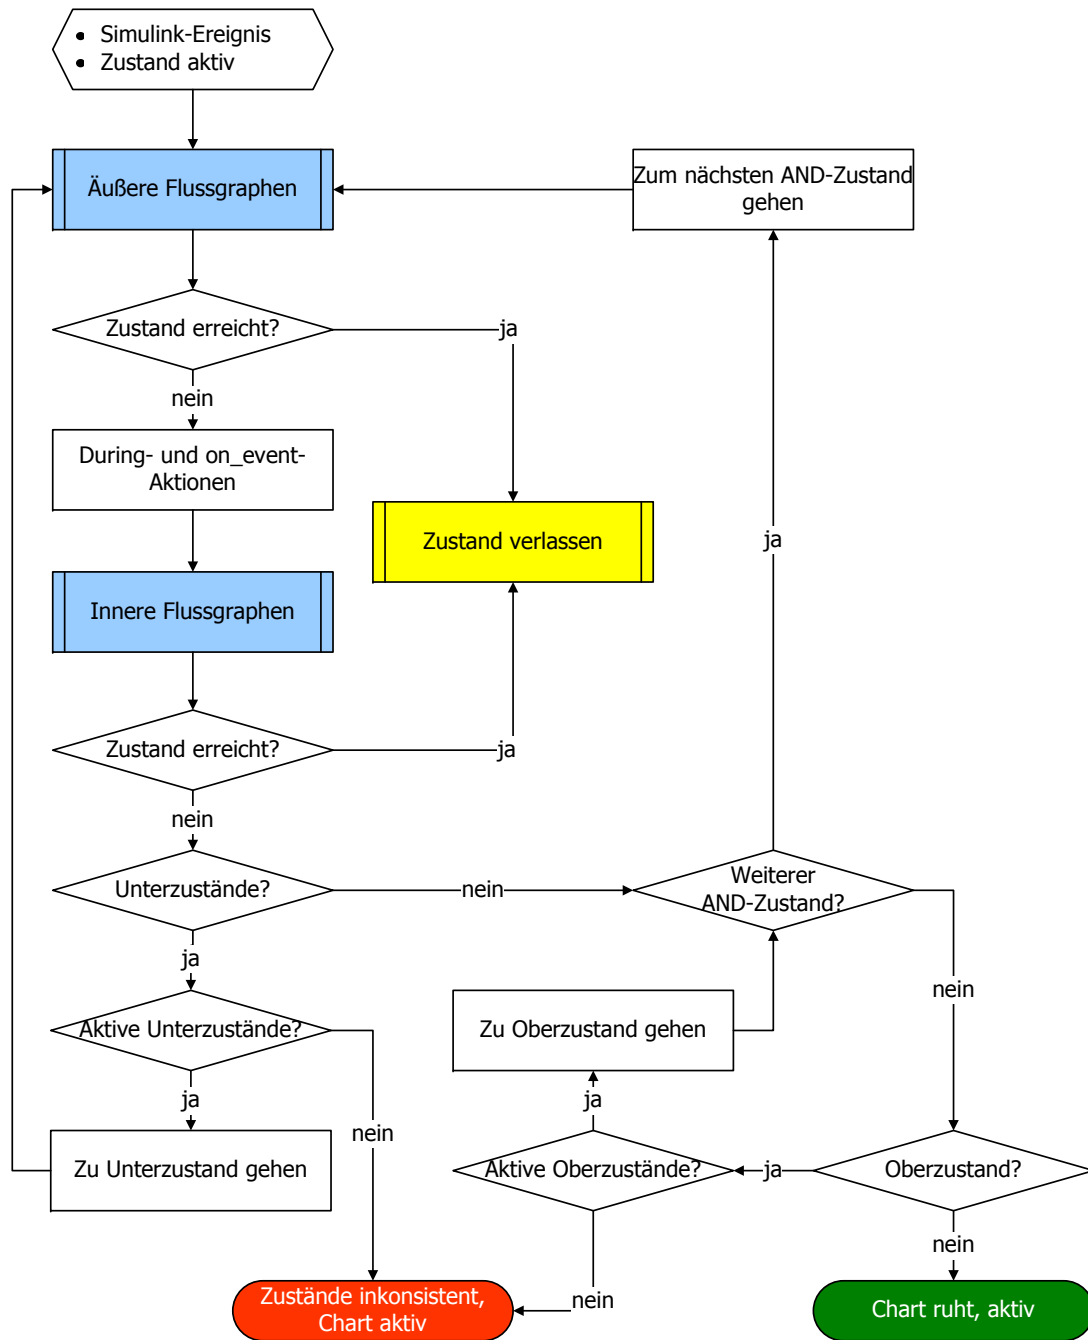 • Simulink-Ereignis
• Zustand aktiv
Äußere Flussgraphen
Zum nächsten AND-Zustand
gehen
Zustand erreicht?
ja
nein
During- und on_event-
Aktionen
Zustand verlassen
ja
Innere Flussgraphen
Zustand erreicht?
ja
nein
Unterzustände?
nein
Weiterer
AND-Zustand?
ja
nein
Aktive Unterzustände?
Zu Oberzustand gehen
ja
ja
nein
Zu Unterzustand gehen
Aktive Oberzustände?
ja
Oberzustand?
nein
nein
Zustände inkonsistent,
Chart aktiv
Chart ruht, aktiv